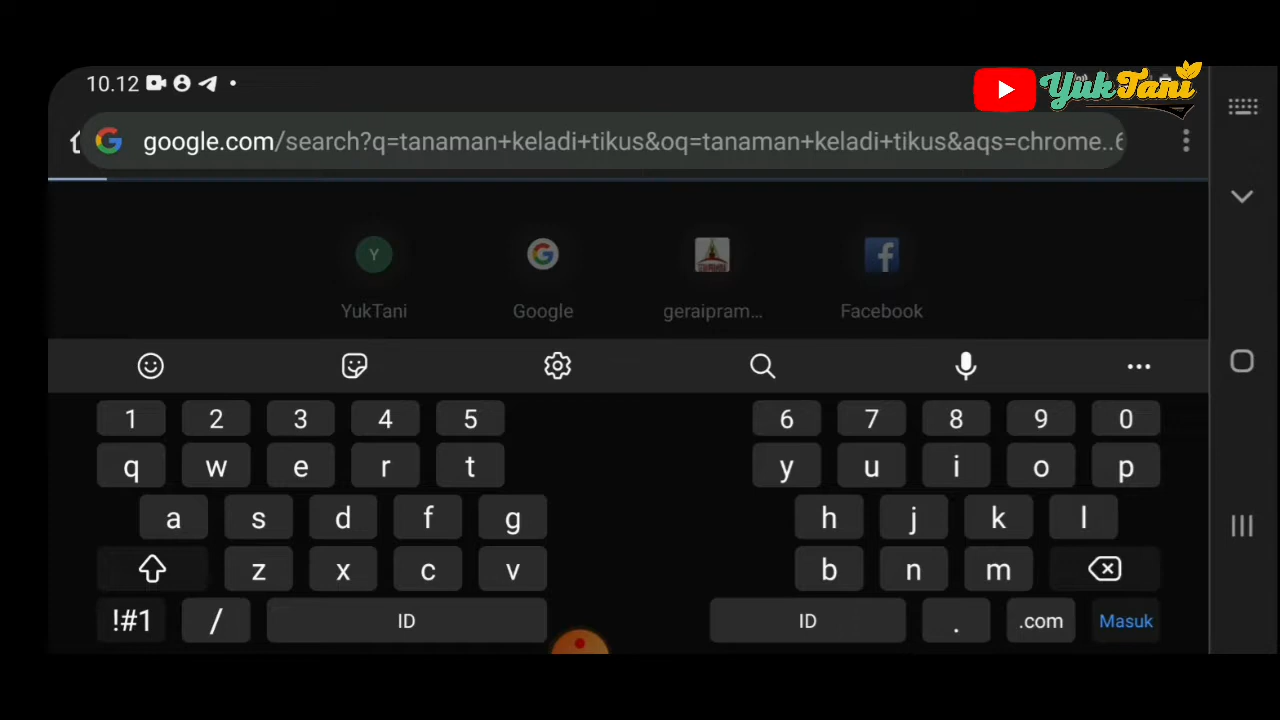 10.12
YukTani
google.com/search?q=tanaman+keladi+tikus&oq=tanaman+keladi+tikus&aqs=chrome..6
Y
YukTani
Google
geraipram...
Facebook
1 2 3 4 5 6 7 8 9 0
q w e r t y u i o p
a s d f g h j k l
z x c v b n m
!#1 / ID ID . .com Masuk